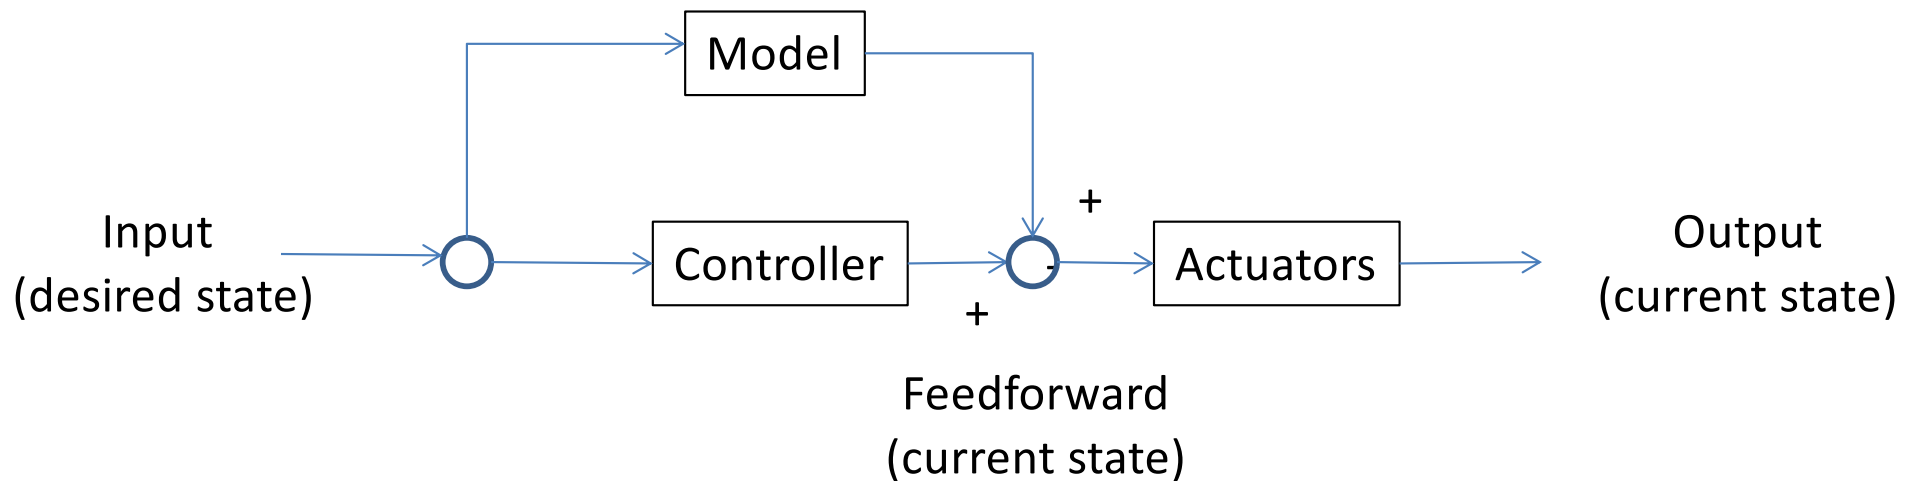 Model
+
Input
(desired state)
Controller
-
Actuators
Output
(current state)
+
Feedforward
(current state)